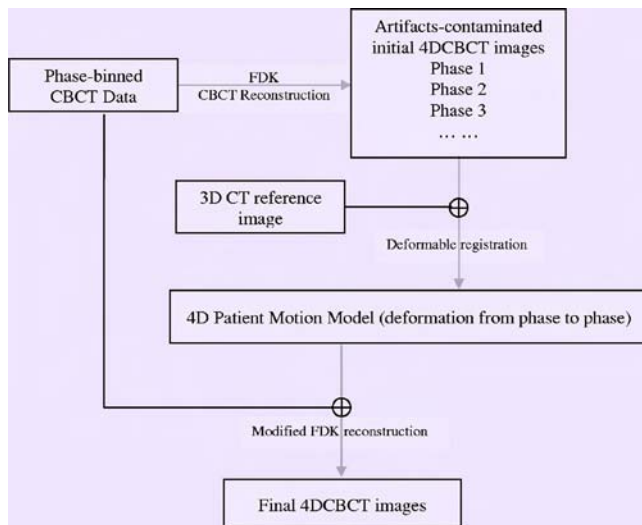 Artifacts-contaminated
initial 4DCBCT images
Phase 1
Phase 2
Phase 3
... ...
Phase-binned
CBCT Data
FDK
CBCT Reconstruction
3D CT reference
image
Deformable registration
4D Patient Motion Model (deformation from phase to phase)
Modified FDK reconstruction
Final 4DCBCT images